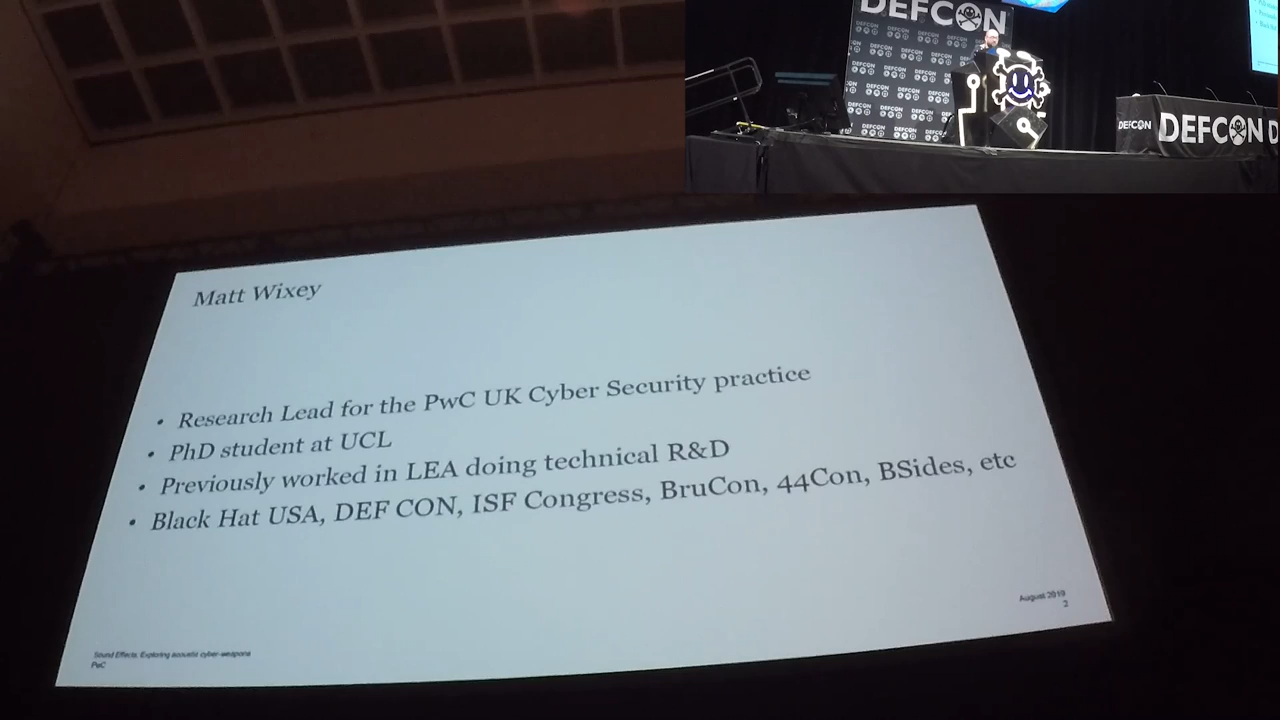 DEFCON
DEFCON
DEFCON
Matt Wixey
• Research Lead for the PwC UK Cyber Security practice
• PhD student at UCL
• Previously worked in LEA doing technical R&D
• Black Hat USA, DEF CON, ISF Congress, BruCon, 44Con, BSides, etc
August 2019
Sound Effects: Exploring acoustic cyber-weapons
PwC